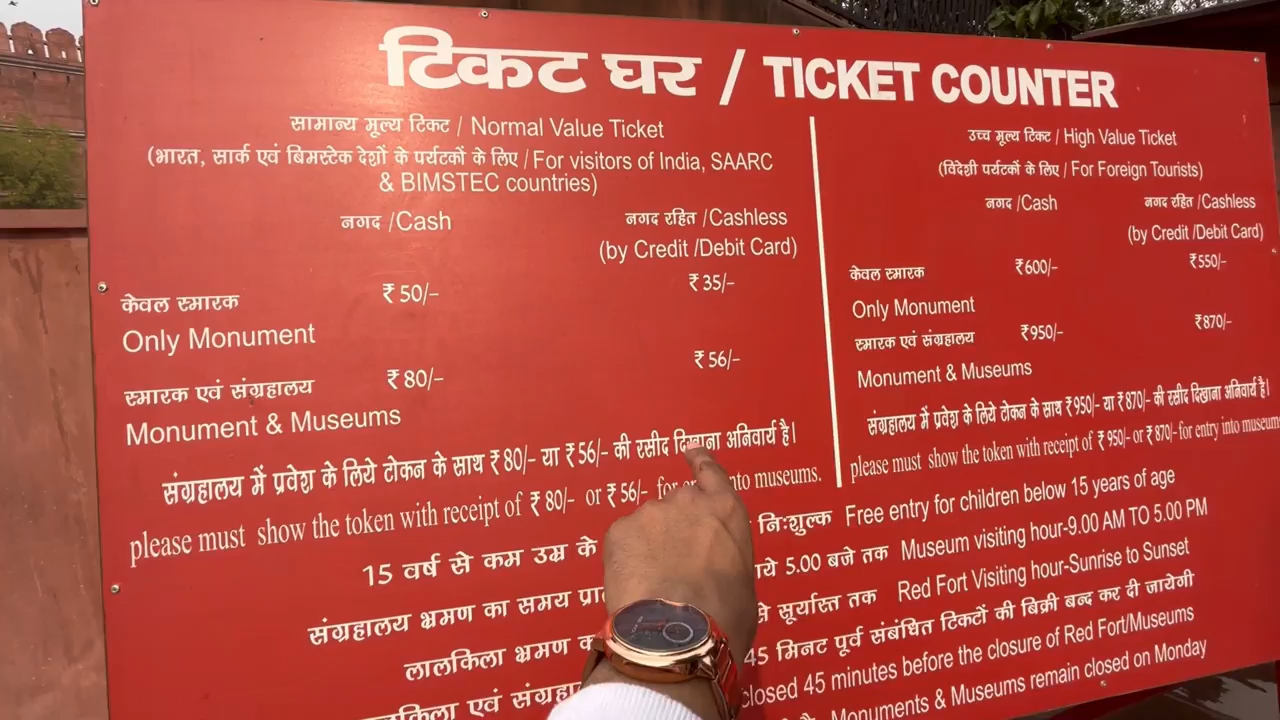 टिकट घर / TICKET COUNTER
सामान्य मूल्य टिकट / Normal Value Ticket
(भारत, सार्क एवं बिमस्टेक देशों के पर्यटकों के लिए / For visitors of India, SAARC
& BIMSTEC countries)
नगद /Cash
नगद रहित /Cashless
(by Credit /Debit Card)
केवल स्मारक
₹ 50/-
₹ 35/-
Only Monument
स्मारक एवं संग्रहालय
₹ 80/-
₹ 56/-
Monument & Museums
संग्रहालय में प्रवेश के लिये टोकन के साथ ₹ 80/- या ₹ 56/- की रसीद दिखाना अनिवार्य है।
please must show the token with receipt of ₹ 80/- or ₹ 56/- for into museums.
उच्च मूल्य टिकट / High Value Ticket
(विदेशी पर्यटकों के लिए / For Foreign Tourists)
नगद /Cash
नगद रहित /Cashless
(by Credit /Debit Card)
केवल स्मारक
₹600/-
₹550/-
Only Monument
स्मारक एवं संग्रहालय
₹950/-
₹870/-
Monument & Museums
संग्रहालय में प्रवेश के लिये टोकन के साथ ₹ 950/- या ₹ 870/- की रसीद दिखाना अनिवार्य है।
please must show the token with receipt of ₹ 950/- or ₹ 870/- for entry into museums
15 वर्ष से कम उम्र के निःशुल्क Free entry for children below 15 years of age
संग्रहालय भ्रमण का समय 5.00 बजे तक Museum visiting hour-9.00 AM TO 5.00 PM
लालकिला भ्रमण से सूर्यास्त तक Red Fort Visiting hour-Sunrise to Sunset
एवं 45 मिनट पूर्व संबंधित टिकटों की बिक्री बन्द कर दी जायेगी
closed 45 minutes before the closure of Red Fort/Museums
Monuments & Museums remain closed on Monday